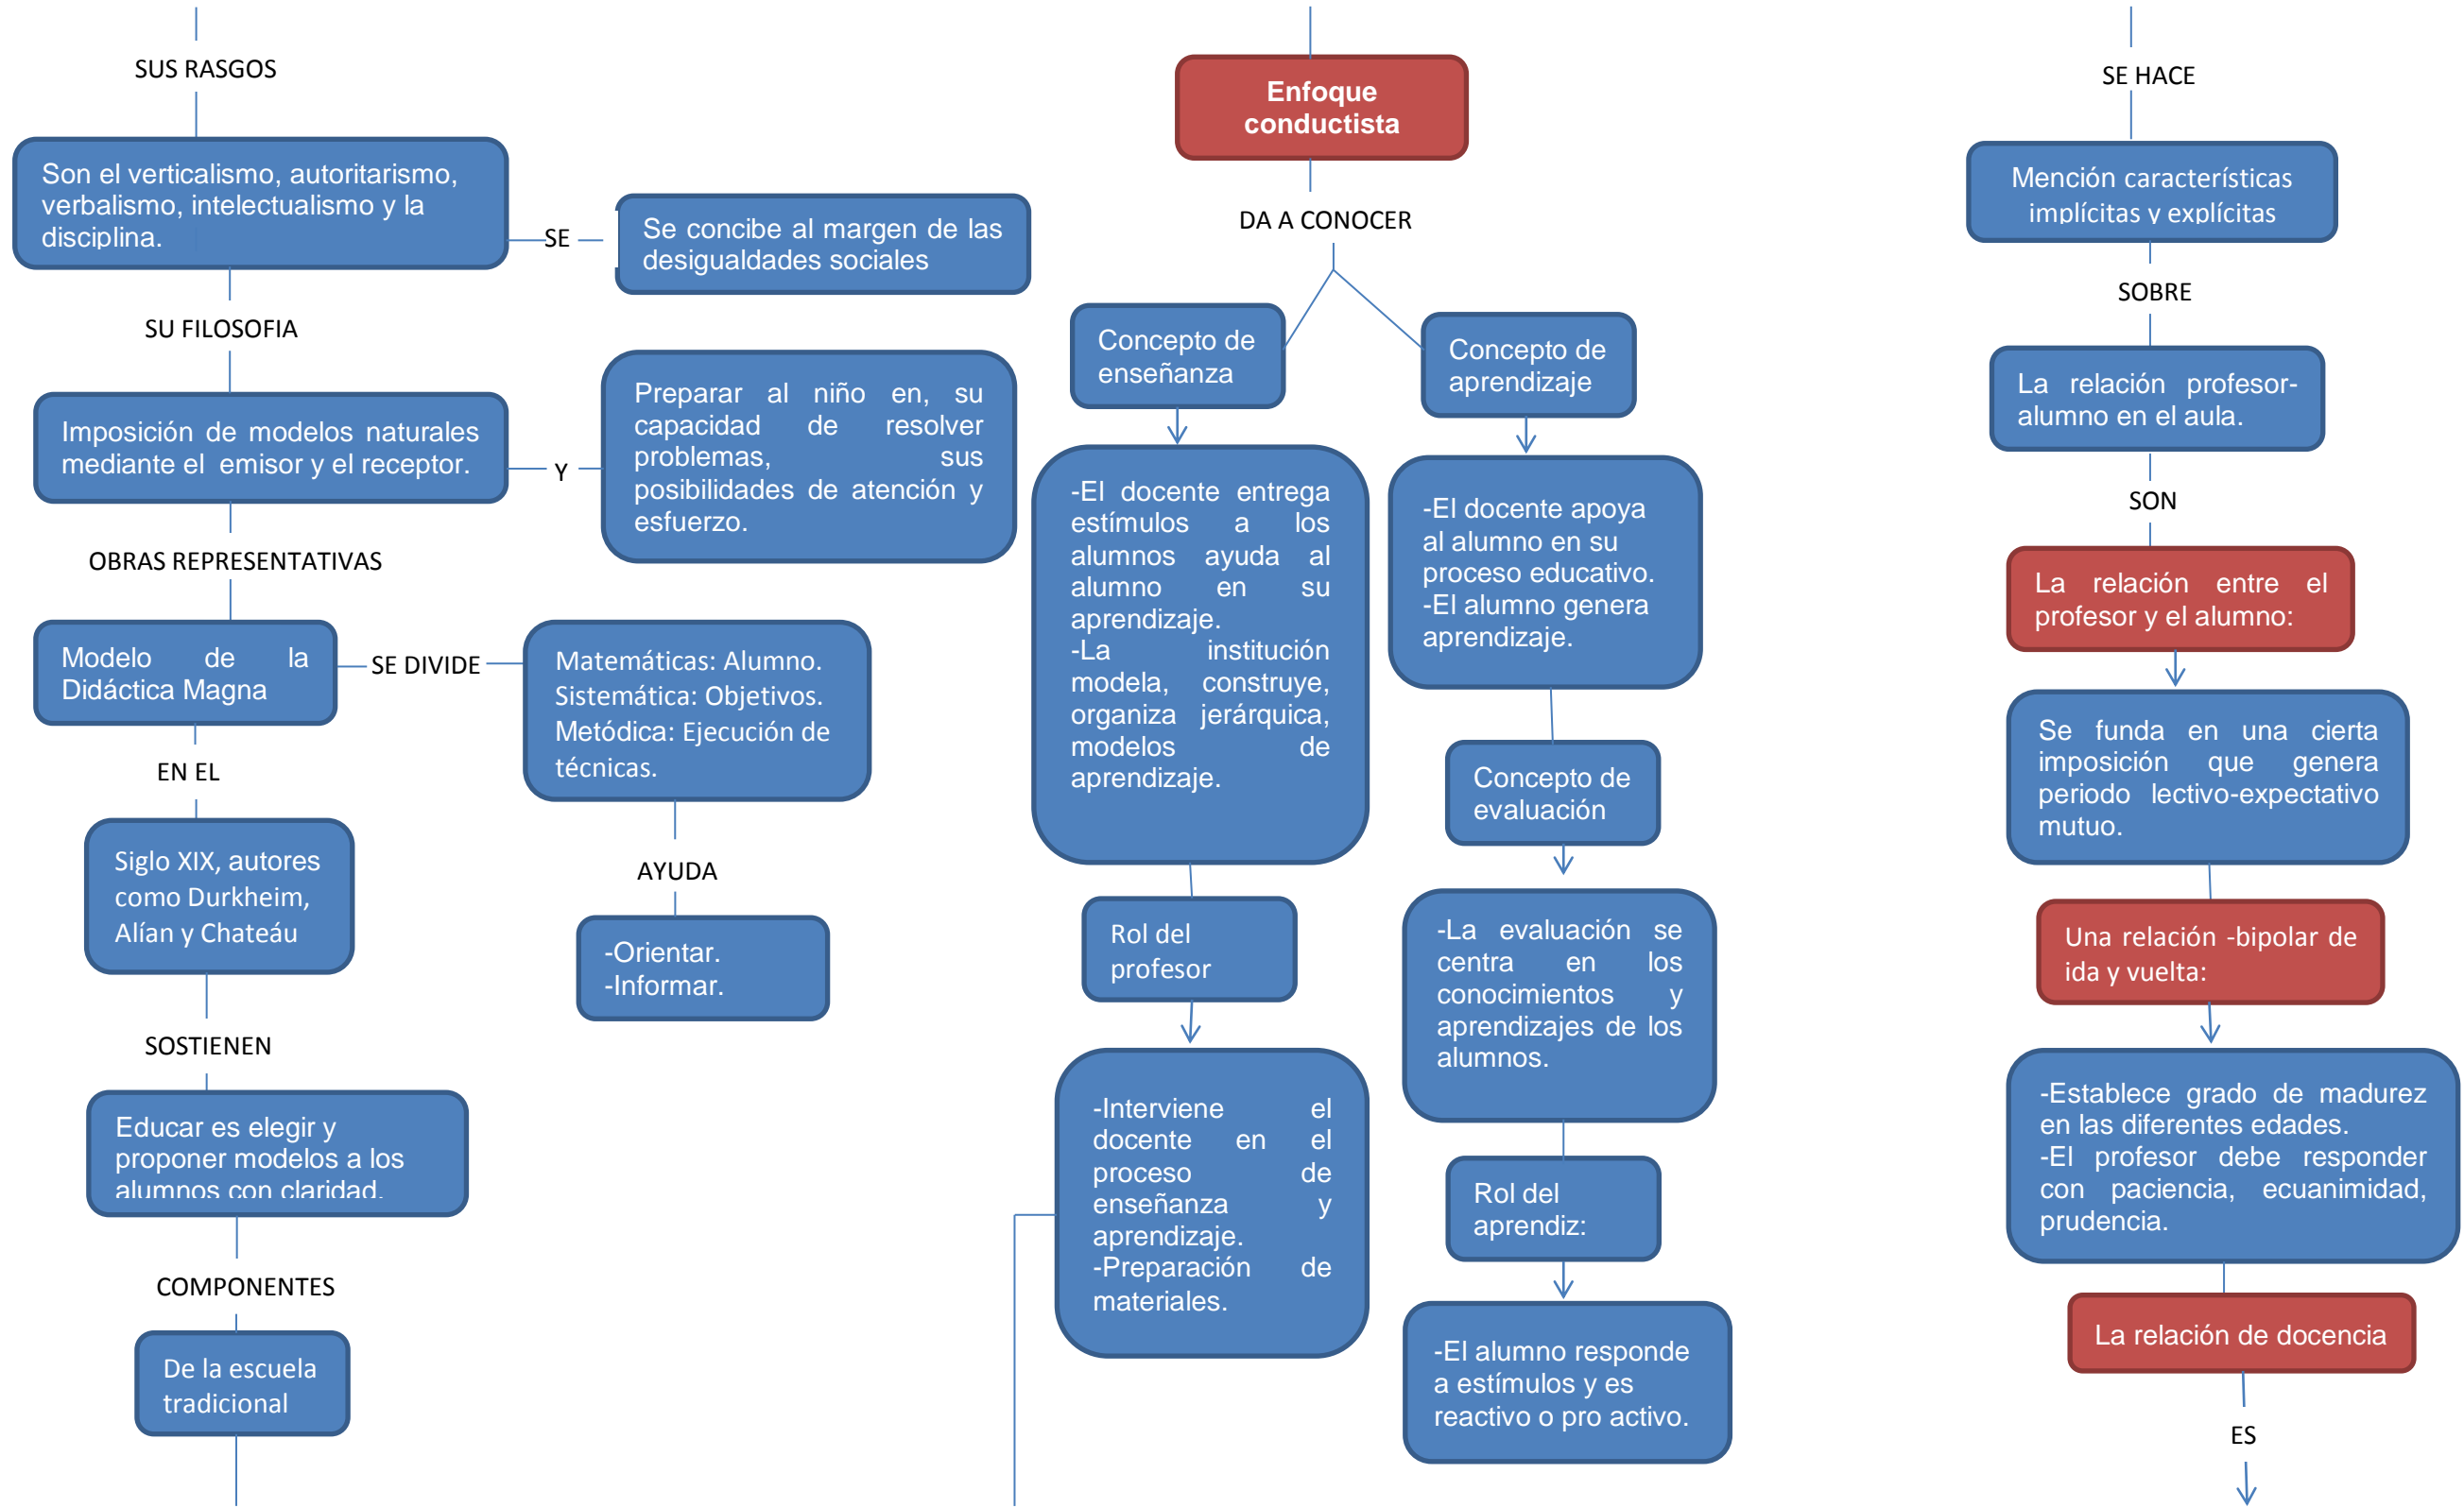 SUS RASGOS
Son el verticalismo, autoritarismo,
verbalismo, intelectualismo y la
disciplina.
SE
Se concibe al margen de las
desigualdades sociales
SU FILOSOFIA
Imposición de modelos naturales
mediante el emisor y el receptor.
Y
Preparar al niño en, su
capacidad de resolver
problemas, sus
posibilidades de atención y
esfuerzo.
OBRAS REPRESENTATIVAS
Modelo de la
Didáctica Magna
SE DIVIDE
Matemáticas: Alumno.
Sistemática: Objetivos.
Metódica: Ejecución de
técnicas.
EN EL
Siglo XIX, autores
como Durkheim,
Alían y Chateáu
AYUDA
-Orientar.
-Informar.
SOSTIENEN
Educar es elegir y
proponer modelos a los
alumnos con claridad.
COMPONENTES
De la escuela
tradicional
Enfoque
conductista
DA A CONOCER
Concepto de
enseñanza
-El docente entrega
estímulos a los
alumnos ayuda al
alumno en su
aprendizaje.
-La institución
modela, construye,
organiza jerárquica,
modelos de
aprendizaje.
Rol del
profesor
-Interviene el
docente en el
proceso de
enseñanza y
aprendizaje.
-Preparación de
materiales.
Concepto de
aprendizaje
-El docente apoya
al alumno en su
proceso educativo.
-El alumno genera
aprendizaje.
Concepto de
evaluación
-La evaluación se
centra en los
conocimientos y
aprendizajes de los
alumnos.
Rol del
aprendiz:
-El alumno responde
a estímulos y es
reactivo o pro activo.
SE HACE
Mención características
implícitas y explícitas
SOBRE
La relación profesor-
alumno en el aula.
SON
La relación entre el
profesor y el alumno:
Se funda en una cierta
imposición que genera
periodo lectivo-expectativo
mutuo.
Una relación -bipolar de
ida y vuelta:
-Establece grado de madurez
en las diferentes edades.
-El profesor debe responder
con paciencia, ecuanimidad,
prudencia.
La relación de docencia
ES